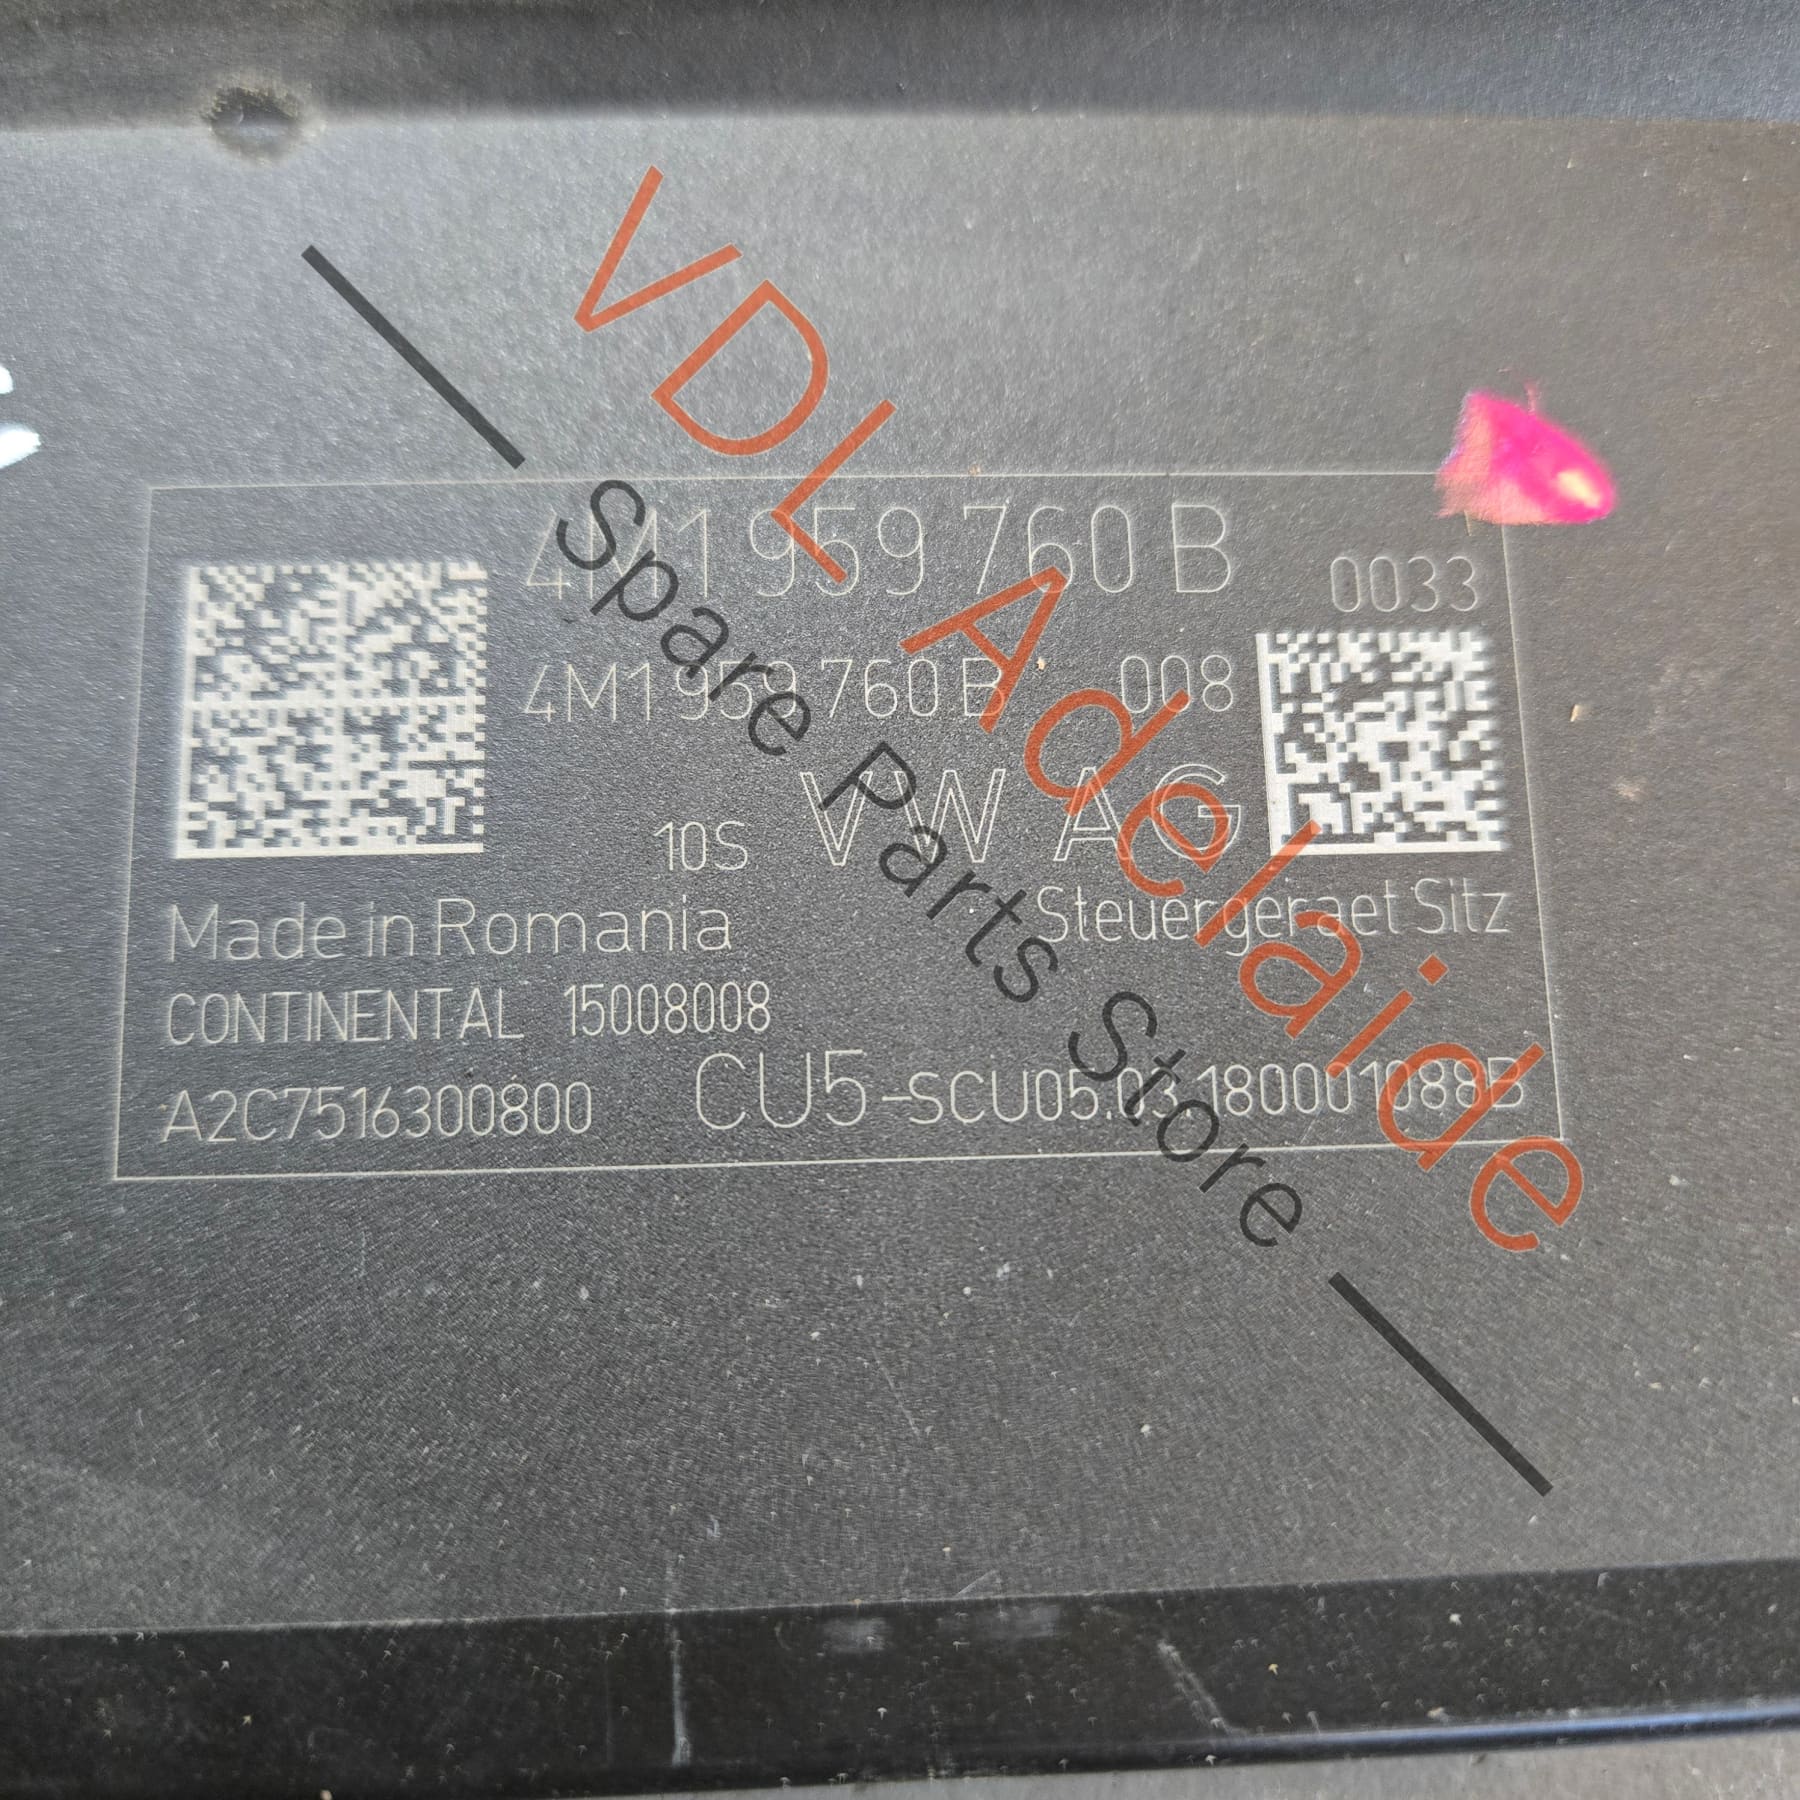 4M1 959 760 B
0033
4M1 959 760 B 008
10S VW AG
Made in Romania Steuergeraet Sitz
CONTINENTAL 15008008
A2C7516300800 CU5-SCU05.03.180001088B
VDL Adelaide
Spare Parts Store